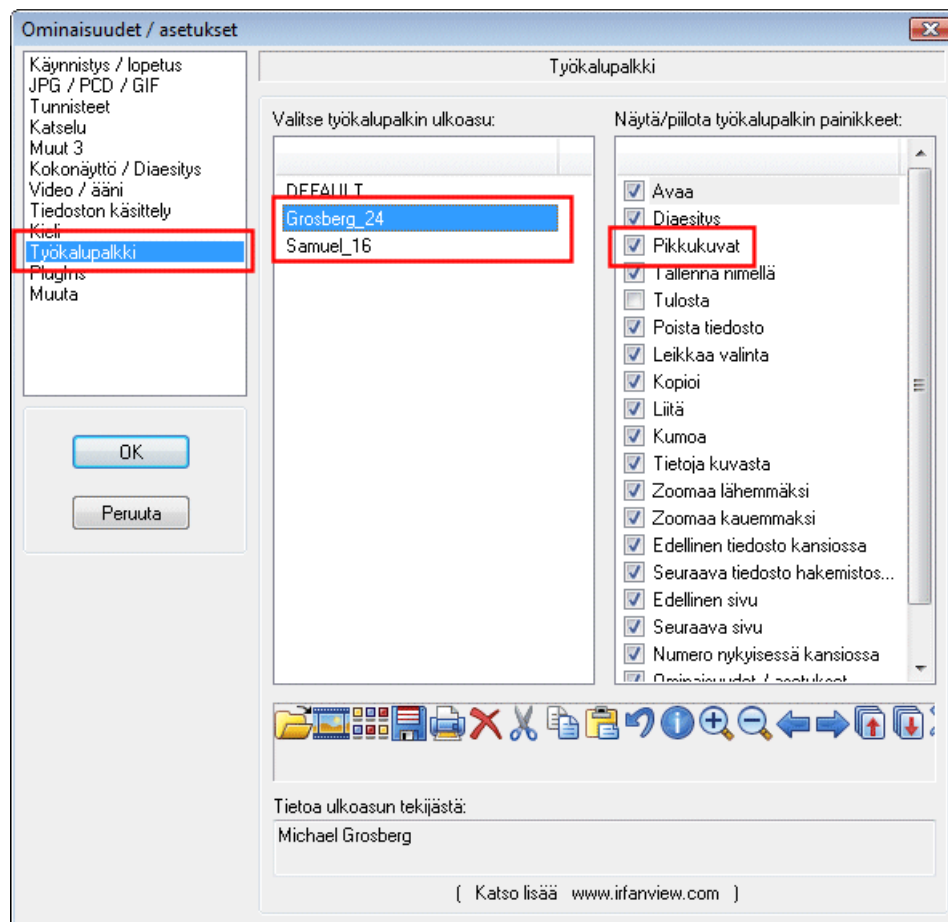 Ominaisuudet / asetukset
Käynnistys / lopetus
JPG / PCD / GIF
Tunnisteet
Katselu
Muut 3
Kokonäyttö / Diaesitys
Video / ääni
Tiedoston käsittely
Kieli
Työkalupalkki
PlugIns
Muuta
OK
Peruuta
Työkalupalkki
Valitse työkalupalkin ulkoasu:
DEFAULT
Grosberg_24
Samuel_16
Näytä/piilota työkalupalkin painikkeet:
Avaa
Diaesitys
Pikkukuvat
Tallenna nimellä
Tulosta
Poista tiedosto
Leikkaa valinta
Kopioi
Liitä
Kumoa
Tietoja kuvasta
Zoomaa lähemmäksi
Zoomaa kauemmaksi
Edellinen tiedosto kansiossa
Seuraava tiedosto hakemistos...
Edellinen sivu
Seuraava sivu
Numero nykyisessä kansiossa
Ominaisuudet / asetukset
Tietoa ulkoasun tekijästä:
Michael Grosberg
( Katso lisää www.irfanview.com )